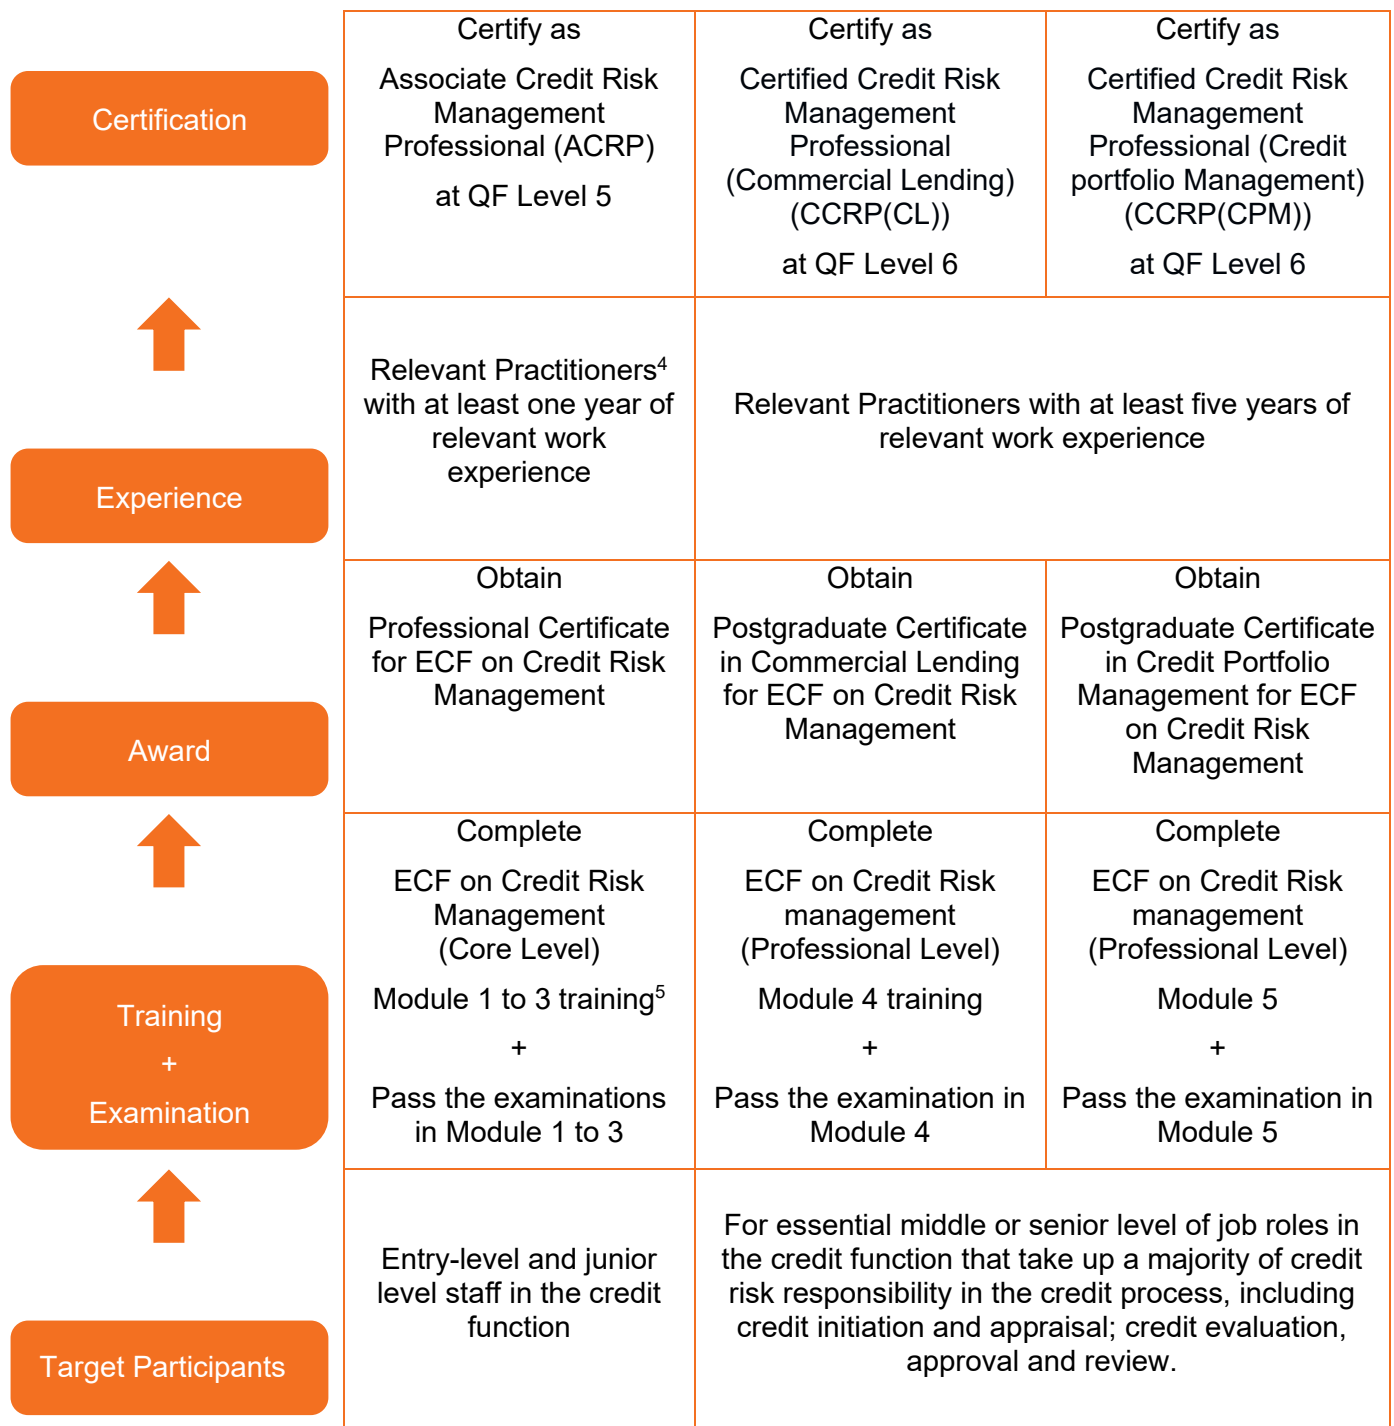 Certification
Certify as
Associate Credit Risk
Management
Professional (ACRP)
at QF Level 5
Certify as
Certified Credit Risk
Management
Professional
(Commercial Lending)
(CCRP(CL))
at QF Level 6
Certify as
Certified Credit Risk
Management
Professional (Credit
portfolio Management)
(CCRP(CPM))
at QF Level 6
Experience
Relevant Practitioners⁴
with at least one year of
relevant work
experience
Relevant Practitioners with at least five years of
relevant work experience
Award
Obtain
Professional Certificate
for ECF on Credit Risk
Management
Obtain
Postgraduate Certificate
in Commercial Lending
for ECF on Credit Risk
Management
Obtain
Postgraduate Certificate
in Credit Portfolio
Management for ECF
on Credit Risk
Management
Training
+
Examination
Complete
ECF on Credit Risk
Management
(Core Level)
Module 1 to 3 training⁵
+
Pass the examinations
in Module 1 to 3
Complete
ECF on Credit Risk
management
(Professional Level)
Module 4 training
+
Pass the examination in
Module 4
Complete
ECF on Credit Risk
management
(Professional Level)
Module 5
+
Pass the examination in
Module 5
Target Participants
Entry-level and junior
level staff in the credit
function
For essential middle or senior level of job roles in
the credit function that take up a majority of credit
risk responsibility in the credit process, including
credit initiation and appraisal; credit evaluation,
approval and review.